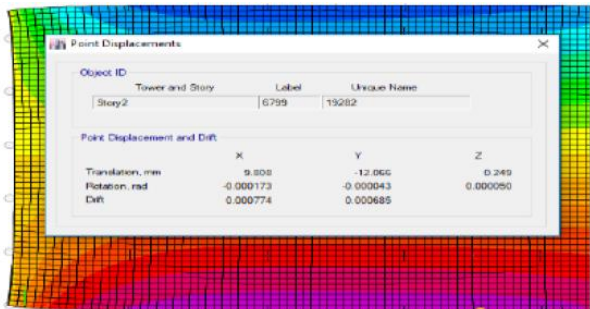 Point Displacements
Object ID
Tower and Story Label Unique Name
Story2 6799 19282
Point Displacement and Drift
X Y Z
Translation, mm 9.808 -12.066 0.249
Rotation, rad -0.000173 -0.000043 0.000050
Drift 0.000774 0.000685